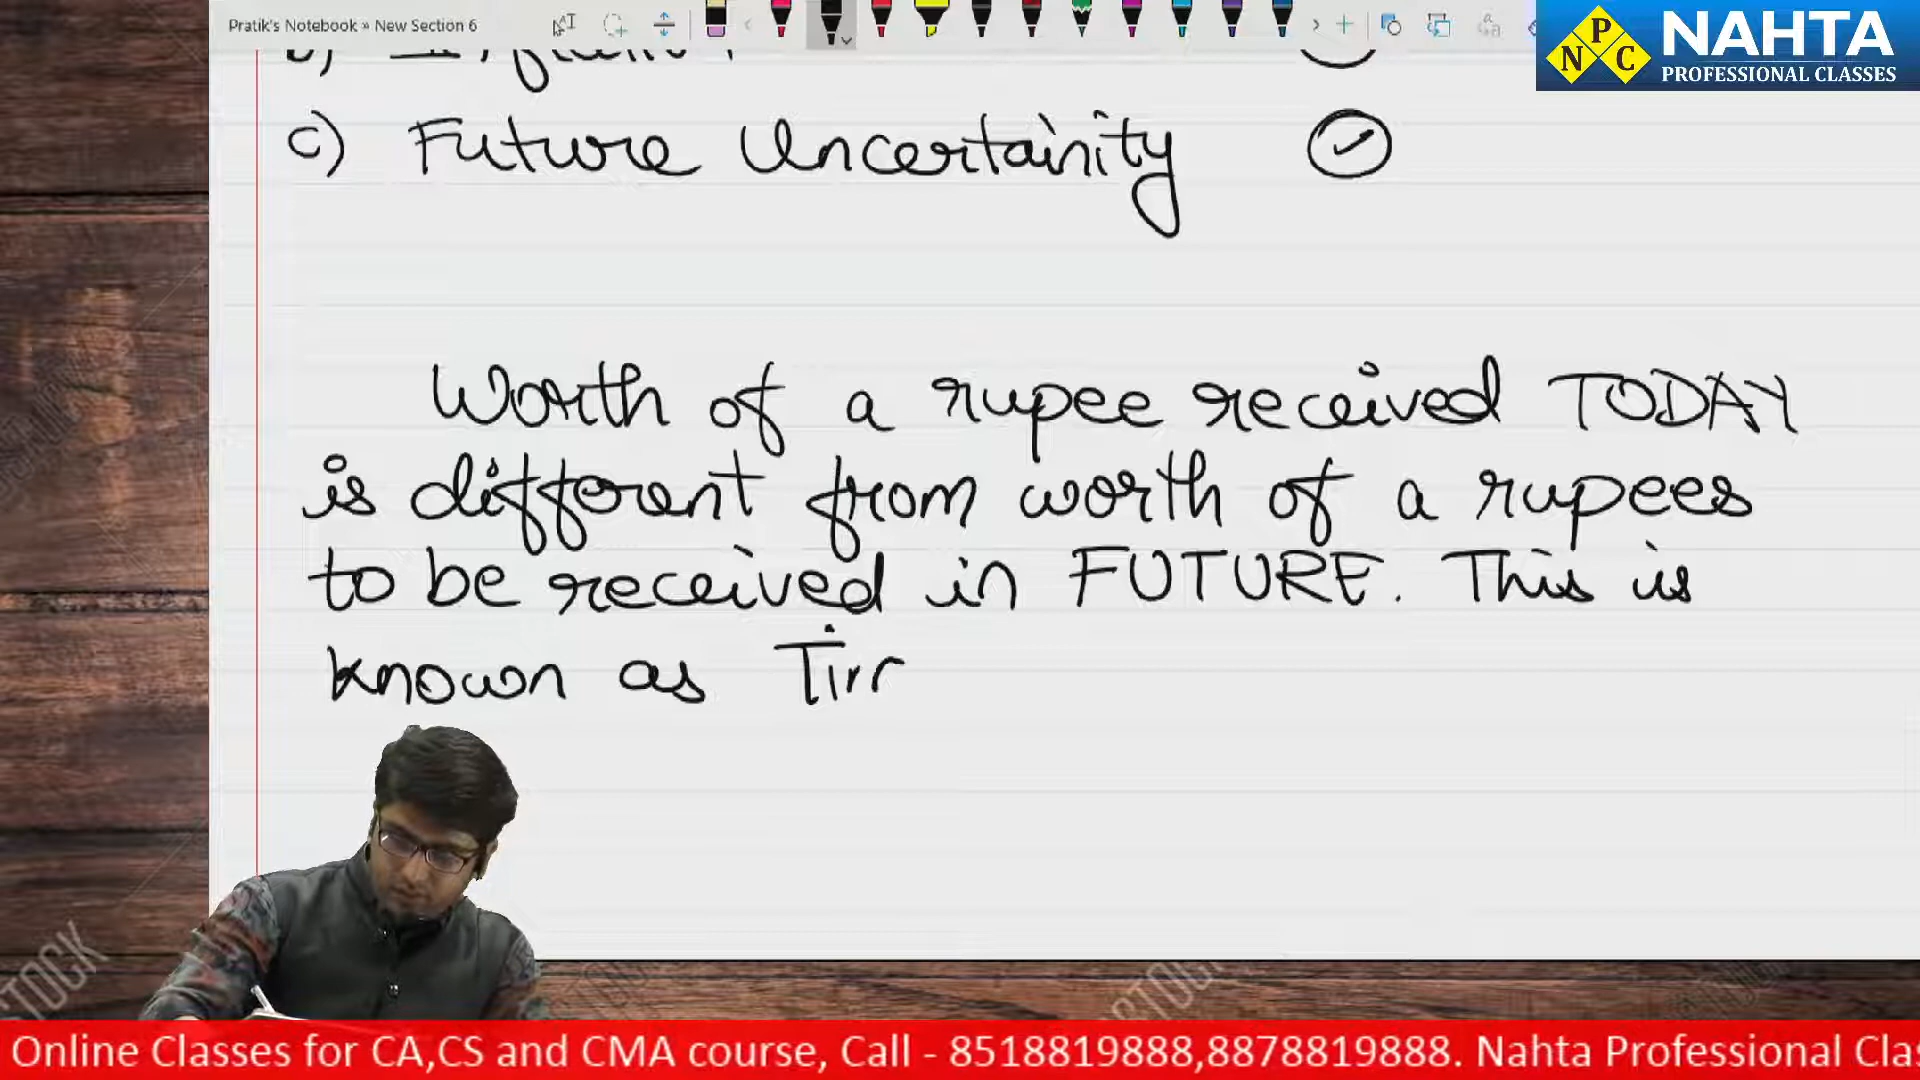 Pratik's Notebook » New Section 6
NPC
NAHTA
PROFESSIONAL CLASSES
c) Future Uncertainity
Worth of a rupee received TODAY
is different from worth of a rupees
to be received in FUTURE. This is
known as
STOCK
Online Classes for CA,CS and CMA course, Call - 8518819888,8878819888. Nahta Professional Clas